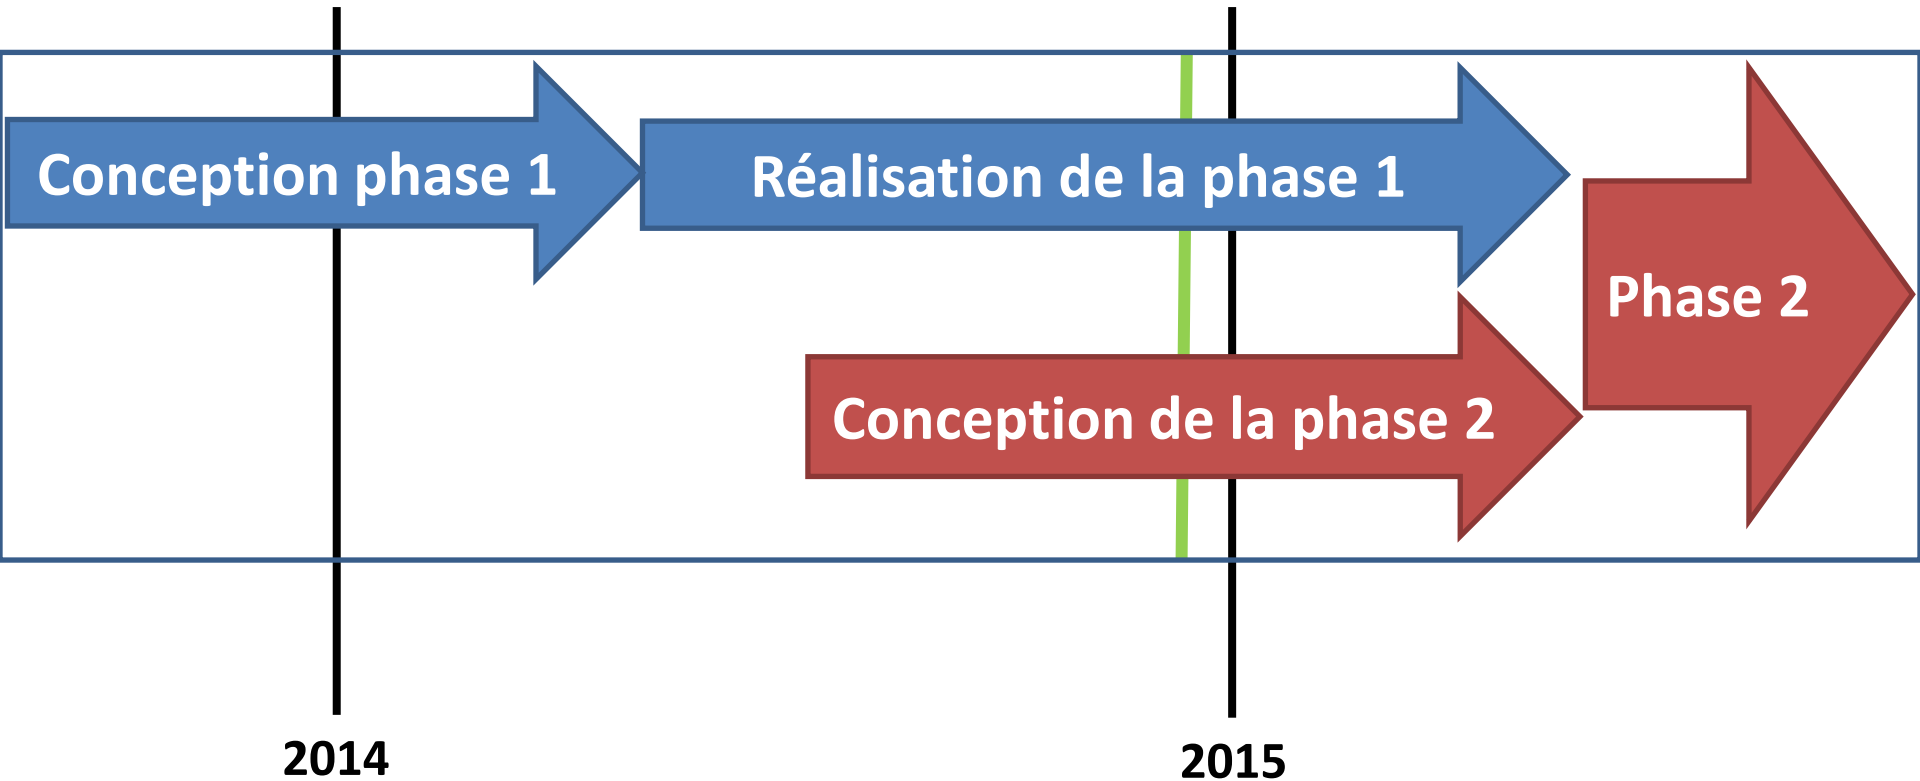 Conception phase 1
Réalisation de la phase 1
Phase 2
Conception de la phase 2
2014
2015